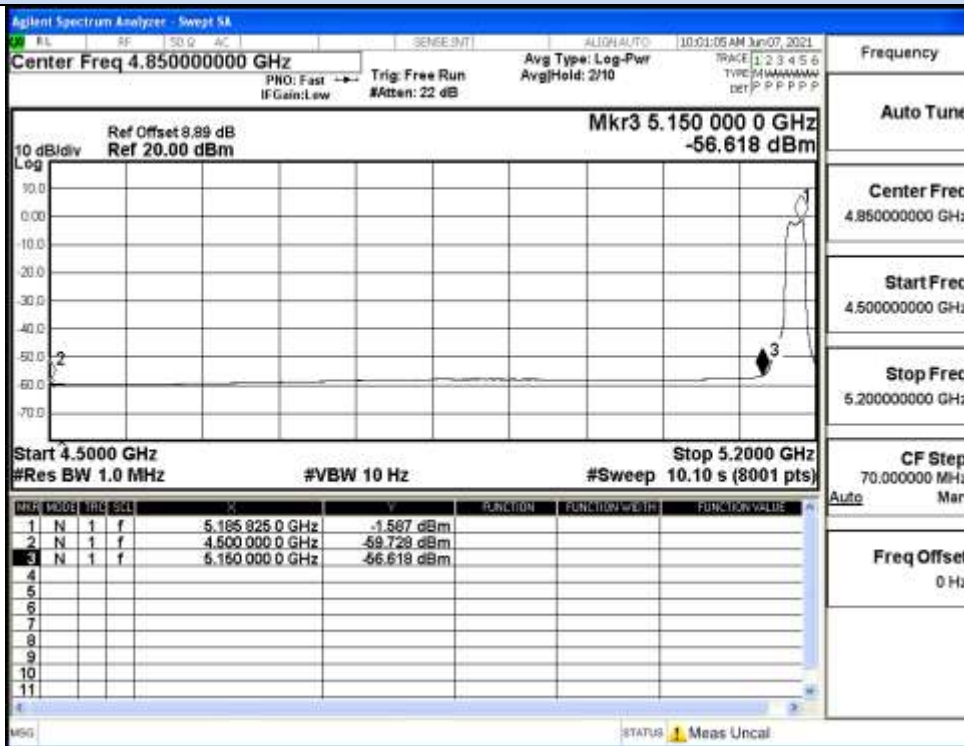 Agilent Spectrum Analyzer - Swept SA
RL RF 50 Ω AC SENSE:INT ALIGN AUTO 10:01:05 AM Jun 07, 2021
Center Freq 4.850000000 GHz
PNO: Fast
IFGain:Low
Trig: Free Run
#Atten: 22 dB
Avg Type: Log-Pwr
Avg|Hold: 2/10
TRACE 1 2 3 4 5 6
TYPE M W W W W W
DET P P P P P P
Ref Offset 8.89 dB
10 dB/div Ref 20.00 dBm
Mkr3 5.150 000 0 GHz
-56.618 dBm
Log
10.0
0.00
-10.0
-20.0
-30.0
-40.0
-50.0
-60.0
-70.0
1
2
3
Start 4.5000 GHz Stop 5.2000 GHz
#Res BW 1.0 MHz #VBW 10 Hz #Sweep 10.10 s (8001 pts)
MKR MODE TRC SCL X Y FUNCTION FUNCTION WIDTH FUNCTION VALUE
1 N 1 f 5.185 825 0 GHz -1.587 dBm
2 N 1 f 4.500 000 0 GHz -59.728 dBm
3 N 1 f 5.150 000 0 GHz -56.618 dBm
4
5
6
7
8
9
10
11
MSG STATUS Meas Uncal
Frequency
Auto Tune
Center Freq
4.850000000 GHz
Start Freq
4.500000000 GHz
Stop Freq
5.200000000 GHz
CF Step
70.000000 MHz
Auto Man
Freq Offset
0 Hz